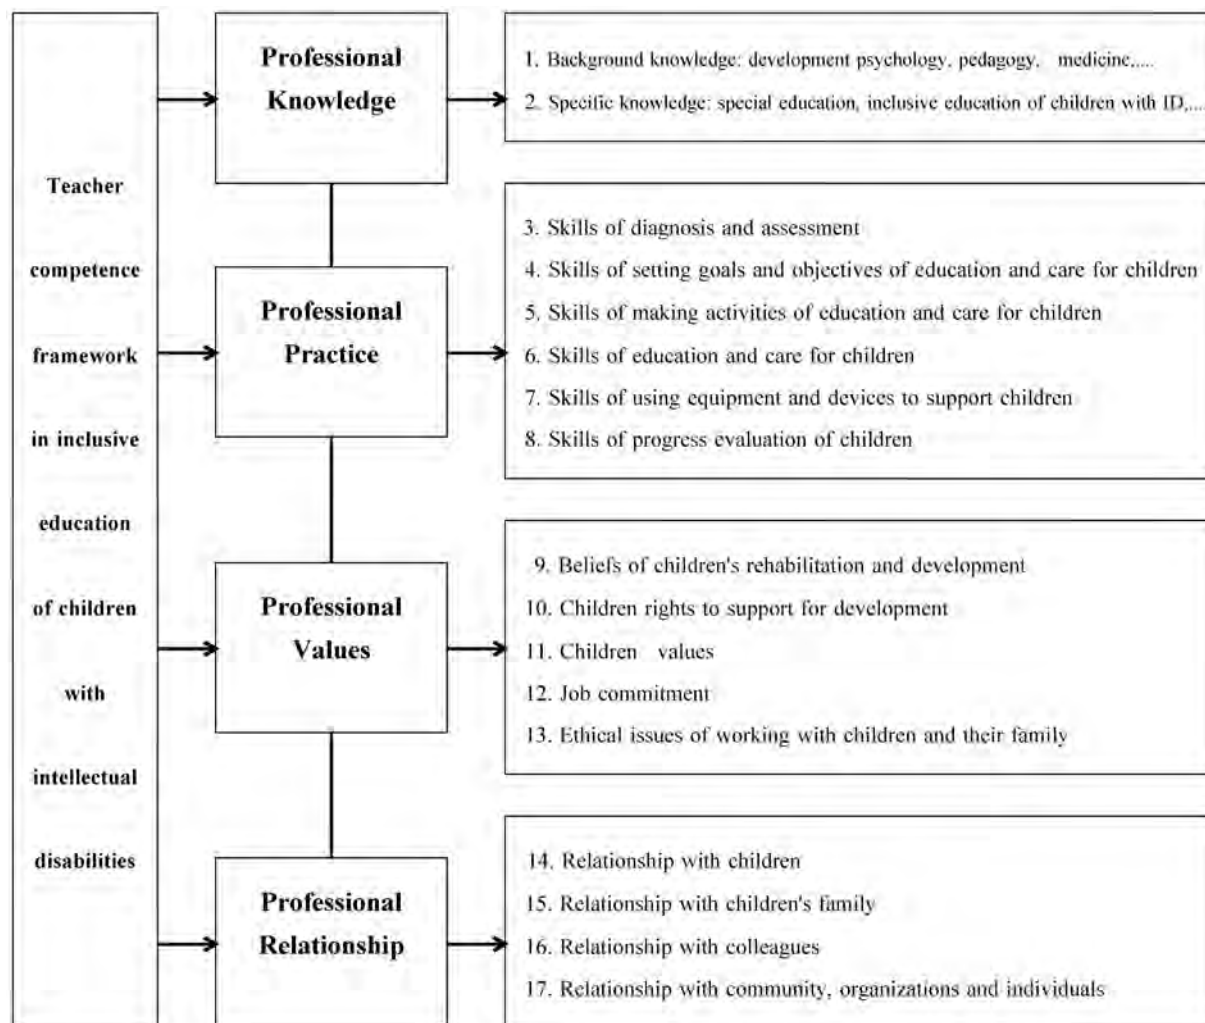 Teacher
competence
framework
in inclusive
education
of children
with
intellectual
disabilities
Professional
Knowledge
1. Background knowledge: development psychology, pedagogy, medicine,....
2. Specific knowledge: special education, inclusive education of children with ID,....
Professional
Practice
3. Skills of diagnosis and assessment
4. Skills of setting goals and objectives of education and care for children
5. Skills of making activities of education and care for children
6. Skills of education and care for children
7. Skills of using equipment and devices to support children
8. Skills of progress evaluation of children
Professional
Values
9. Beliefs of children's rehabilitation and development
10. Children rights to support for development
11. Children values
12. Job commitment
13. Ethical issues of working with children and their family
Professional
Relationship
14. Relationship with children
15. Relationship with children's family
16. Relationship with colleagues
17. Relationship with community, organizations and individuals